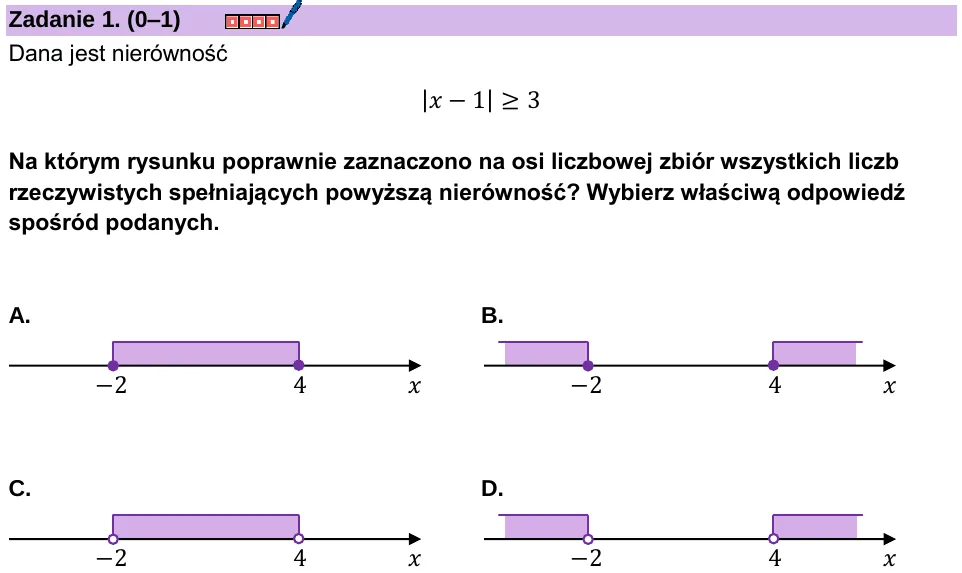 Zadanie 1. (0–1)
Dana jest nierówność
|x − 1| ≥ 3
Na którym rysunku poprawnie zaznaczono na osi liczbowej zbiór wszystkich liczb
rzeczywistych spełniających powyższą nierówność? Wybierz właściwą odpowiedź
spośród podanych.
A.
−2 4 x
B.
−2 4 x
C.
−2 4 x
D.
−2 4 x